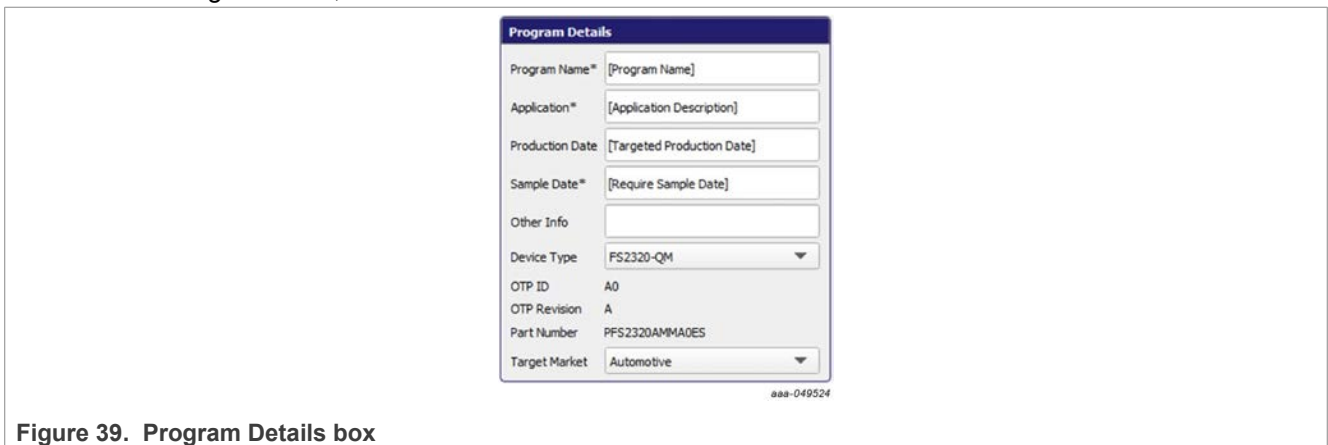 Program Details
Program Name* [Program Name]
Application* [Application Description]
Production Date [Targeted Production Date]
Sample Date* [Require Sample Date]
Other Info
Device Type FS2320-QM
OTP ID A0
OTP Revision A
Part Number PFS2320AMMA0ES
Target Market Automotive
aaa-049524
Figure 39. Program Details box